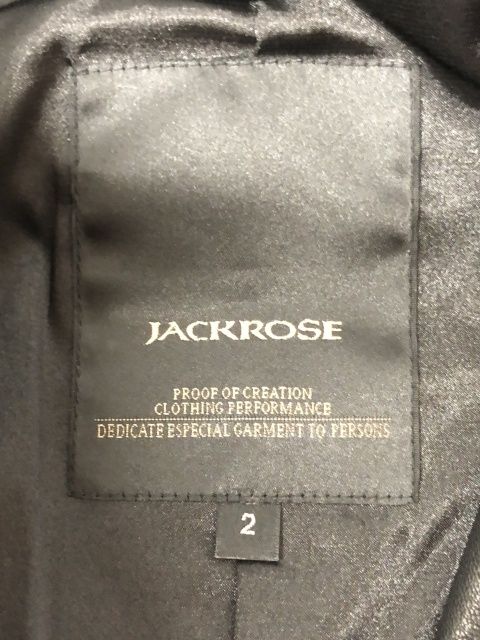 JACKROSE
PROOF OF CREATION
CLOTHING PERFORMANCE
DEDICATE ESPECIAL GARMENT TO PERSONS
2